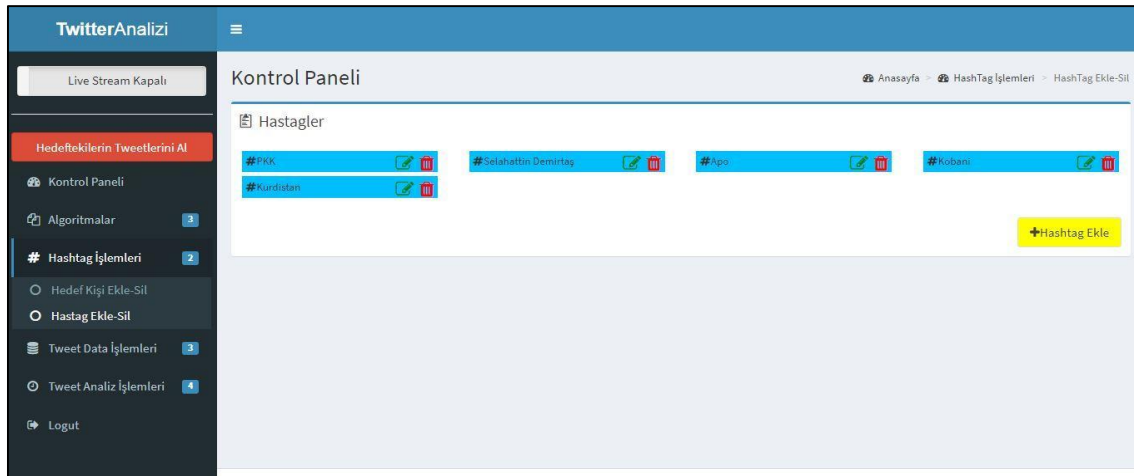 TwitterAnalizi
Live Stream Kapalı
Hedeftekilerin Tweetlerini Al
Kontrol Paneli
Algoritmalar 3
# Hashtag İşlemleri 2
Hedef Kişi Ekle-Sil
Hastag Ekle-Sil
Tweet Data İşlemleri 3
Tweet Analiz İşlemleri 4
Logut
Kontrol Paneli
Anasayfa > HashTag İşlemleri > HashTag Ekle-Sil
Hastagler
#PKK #Selahattin Demirtaş #Apo #Kobani
#Kurdistan
+Hashtag Ekle